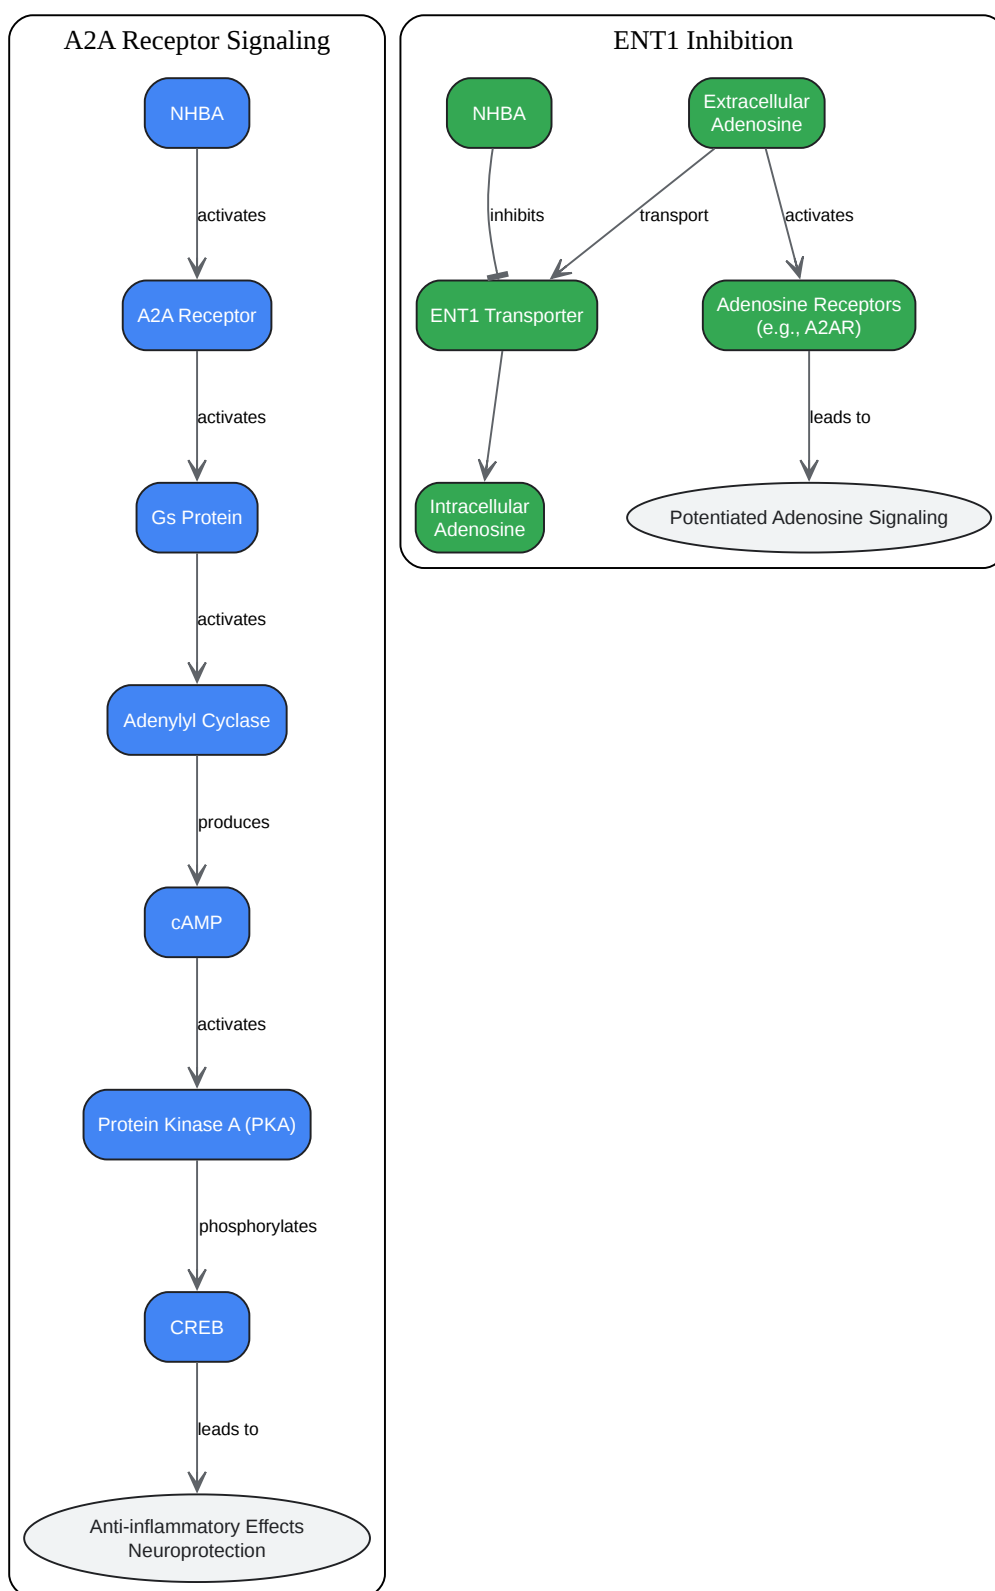 A2A Receptor Signaling
NHBA
activates
A2A Receptor
activates
Gs Protein
activates
Adenylyl Cyclase
produces
cAMP
activates
Protein Kinase A (PKA)
phosphorylates
CREB
leads to
Anti-inflammatory Effects
Neuroprotection
ENT1 Inhibition
NHBA
Extracellular
Adenosine
inhibits
transport
activates
ENT1 Transporter
Adenosine Receptors
(e.g., A2AR)
leads to
Intracellular
Adenosine
Potentiated Adenosine Signaling